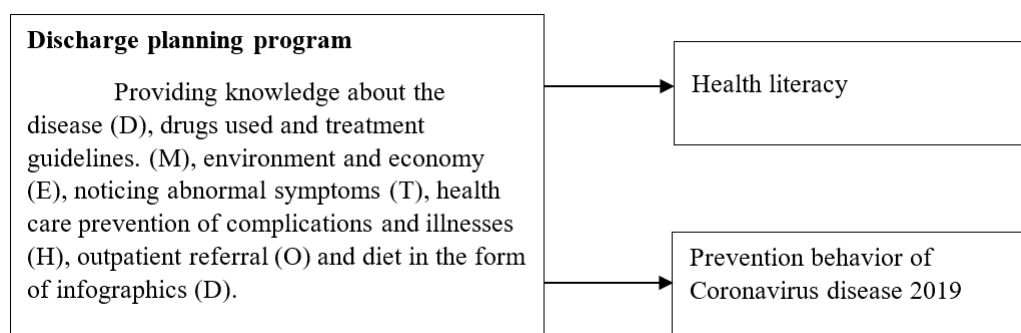 Discharge planning program
Providing knowledge about the
disease (D), drugs used and treatment
guidelines. (M), environment and economy
(E), noticing abnormal symptoms (T), health
care prevention of complications and illnesses
(H), outpatient referral (O) and diet in the form
of infographics (D).
Health literacy
Prevention behavior of
Coronavirus disease 2019